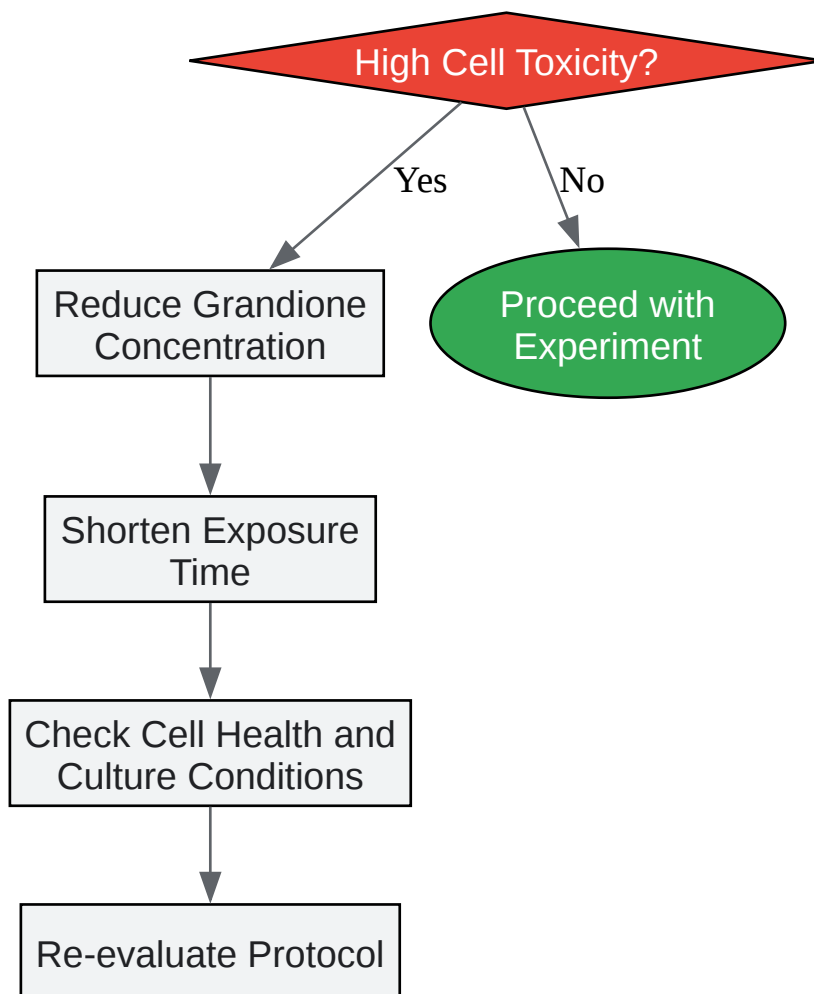 High Cell Toxicity?
Yes
No
Reduce Grandione
Concentration
Proceed with
Experiment
Shorten Exposure
Time
Check Cell Health and
Culture Conditions
Re-evaluate Protocol